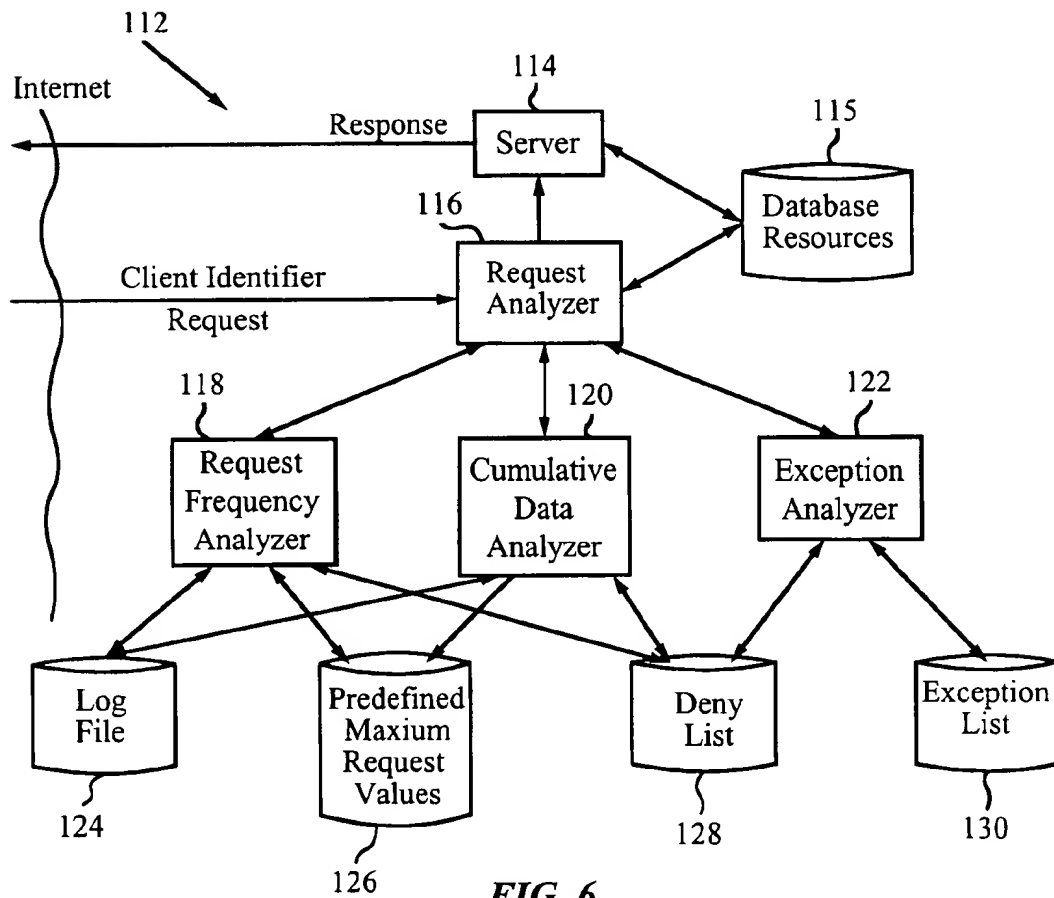 112
Internet
114
Response
Server
115
Database
Resources
116
Request
Analyzer
Client Identifier
Request
118
Request
Frequency
Analyzer
120
Cumulative
Data
Analyzer
122
Exception
Analyzer
Log
File
124
Predefined
Maxium
Request
Values
126
Deny
List
128
Exception
List
130
FIG. 6